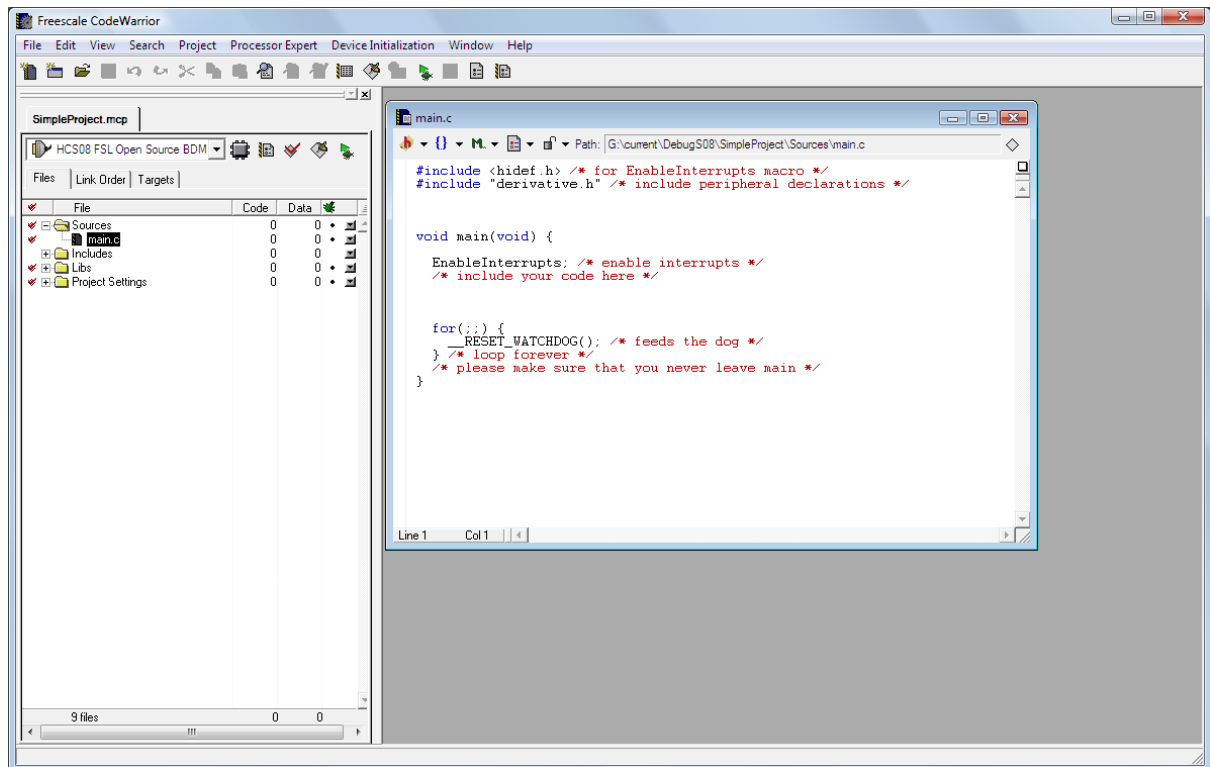 Freescale CodeWarrior
File Edit View Search Project Processor Expert Device Initialization Window Help
SimpleProject.mcp
HCS08 FSL Open Source BDM
Files Link Order Targets
File Code Data
Sources 0 0
main.c 0 0
Includes 0 0
Libs 0 0
Project Settings 0 0
9 files 0 0
main.c
h {} M. Path: G:\current\DebugS08\SimpleProject\Sources\main.c
#include <hidef.h> /* for EnableInterrupts macro */
#include "derivative.h" /* include peripheral declarations */
void main(void) {
EnableInterrupts; /* enable interrupts */
/* include your code here */
for(;;) {
__RESET_WATCHDOG(); /* feeds the dog */
} /* loop forever */
/* please make sure that you never leave main */
}
Line 1 Col 1